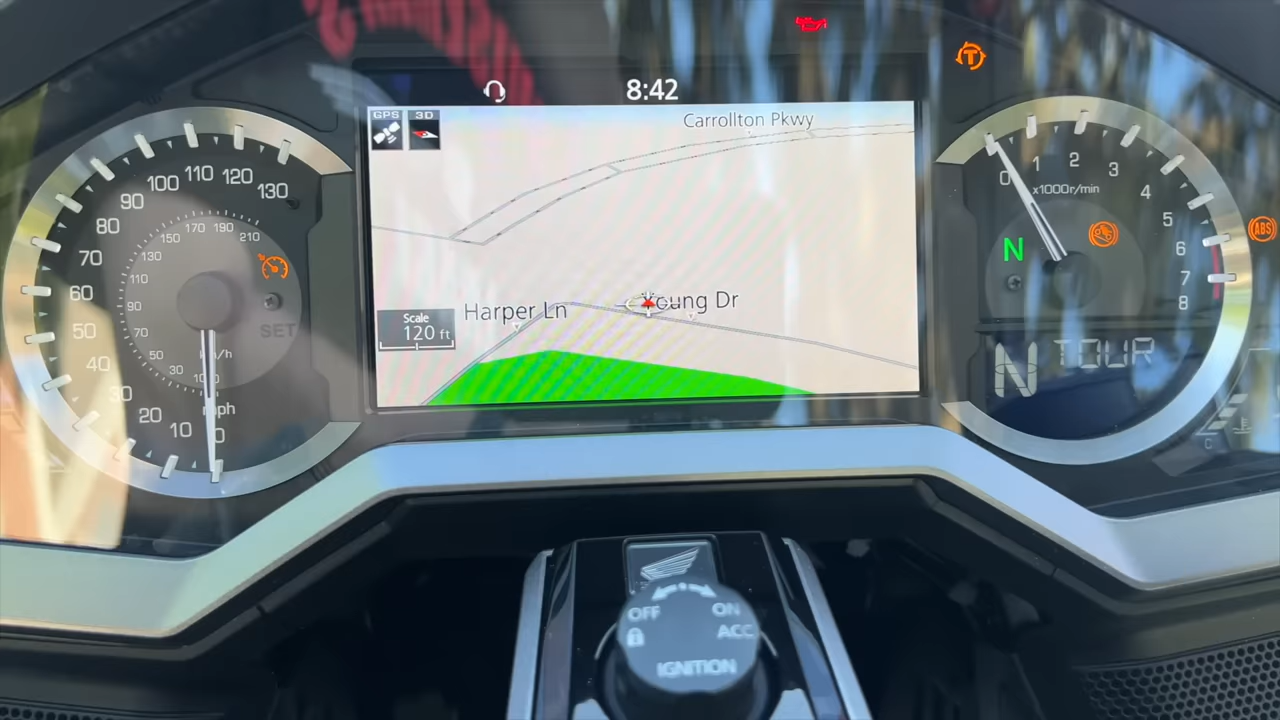 8:42
GPS 3D
Carrollton Pkwy
Harper Ln
Young Dr
Scale
120 ft
0
10
20
30
40
50
60
70
80
90
100
110
120
130
mph
km/h
30
50
70
90
110
130
150
170
190
210
SET
T
0
1
2
3
4
5
6
7
8
x1000r/min
N
ABS
N TOUR
C
E
OFF ON
ACC
IGNITION